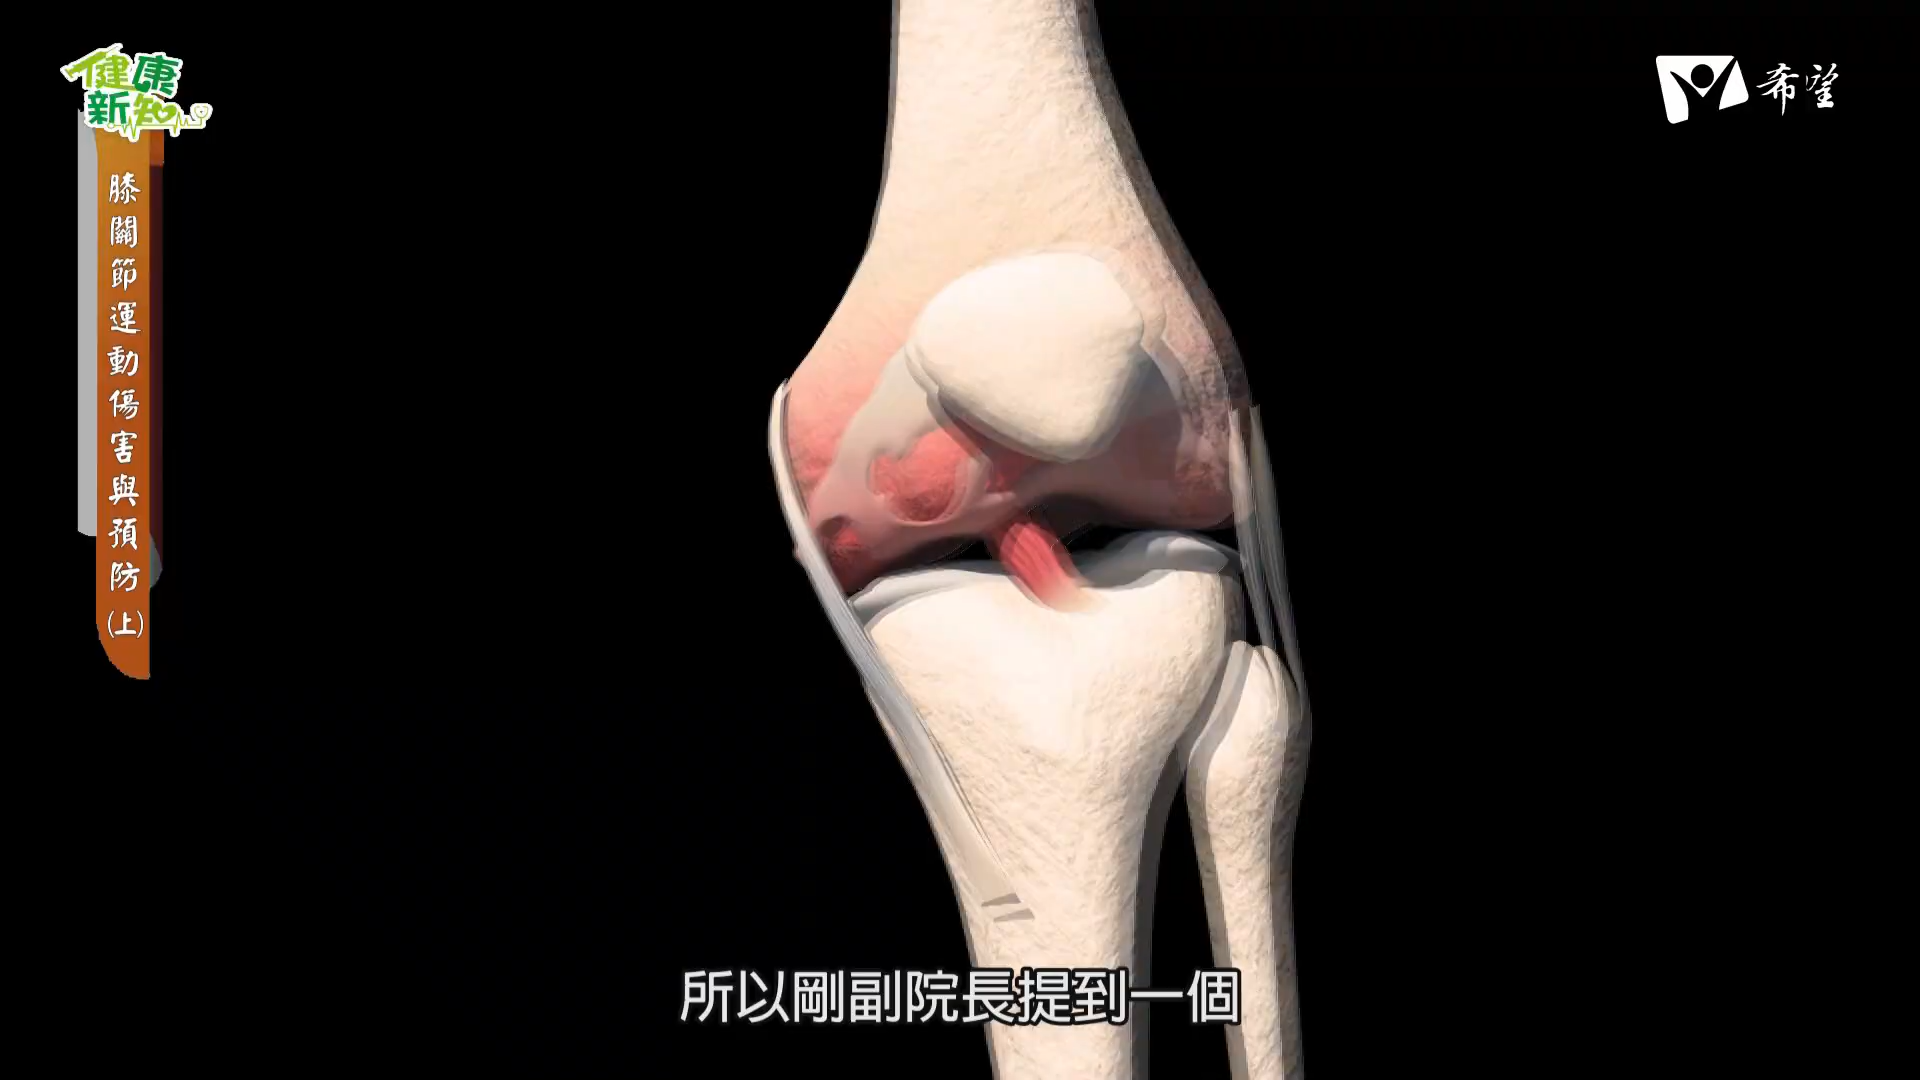 健康
新知
希望
膝關節運動傷害與預防(上)
所以剛副院長提到一個